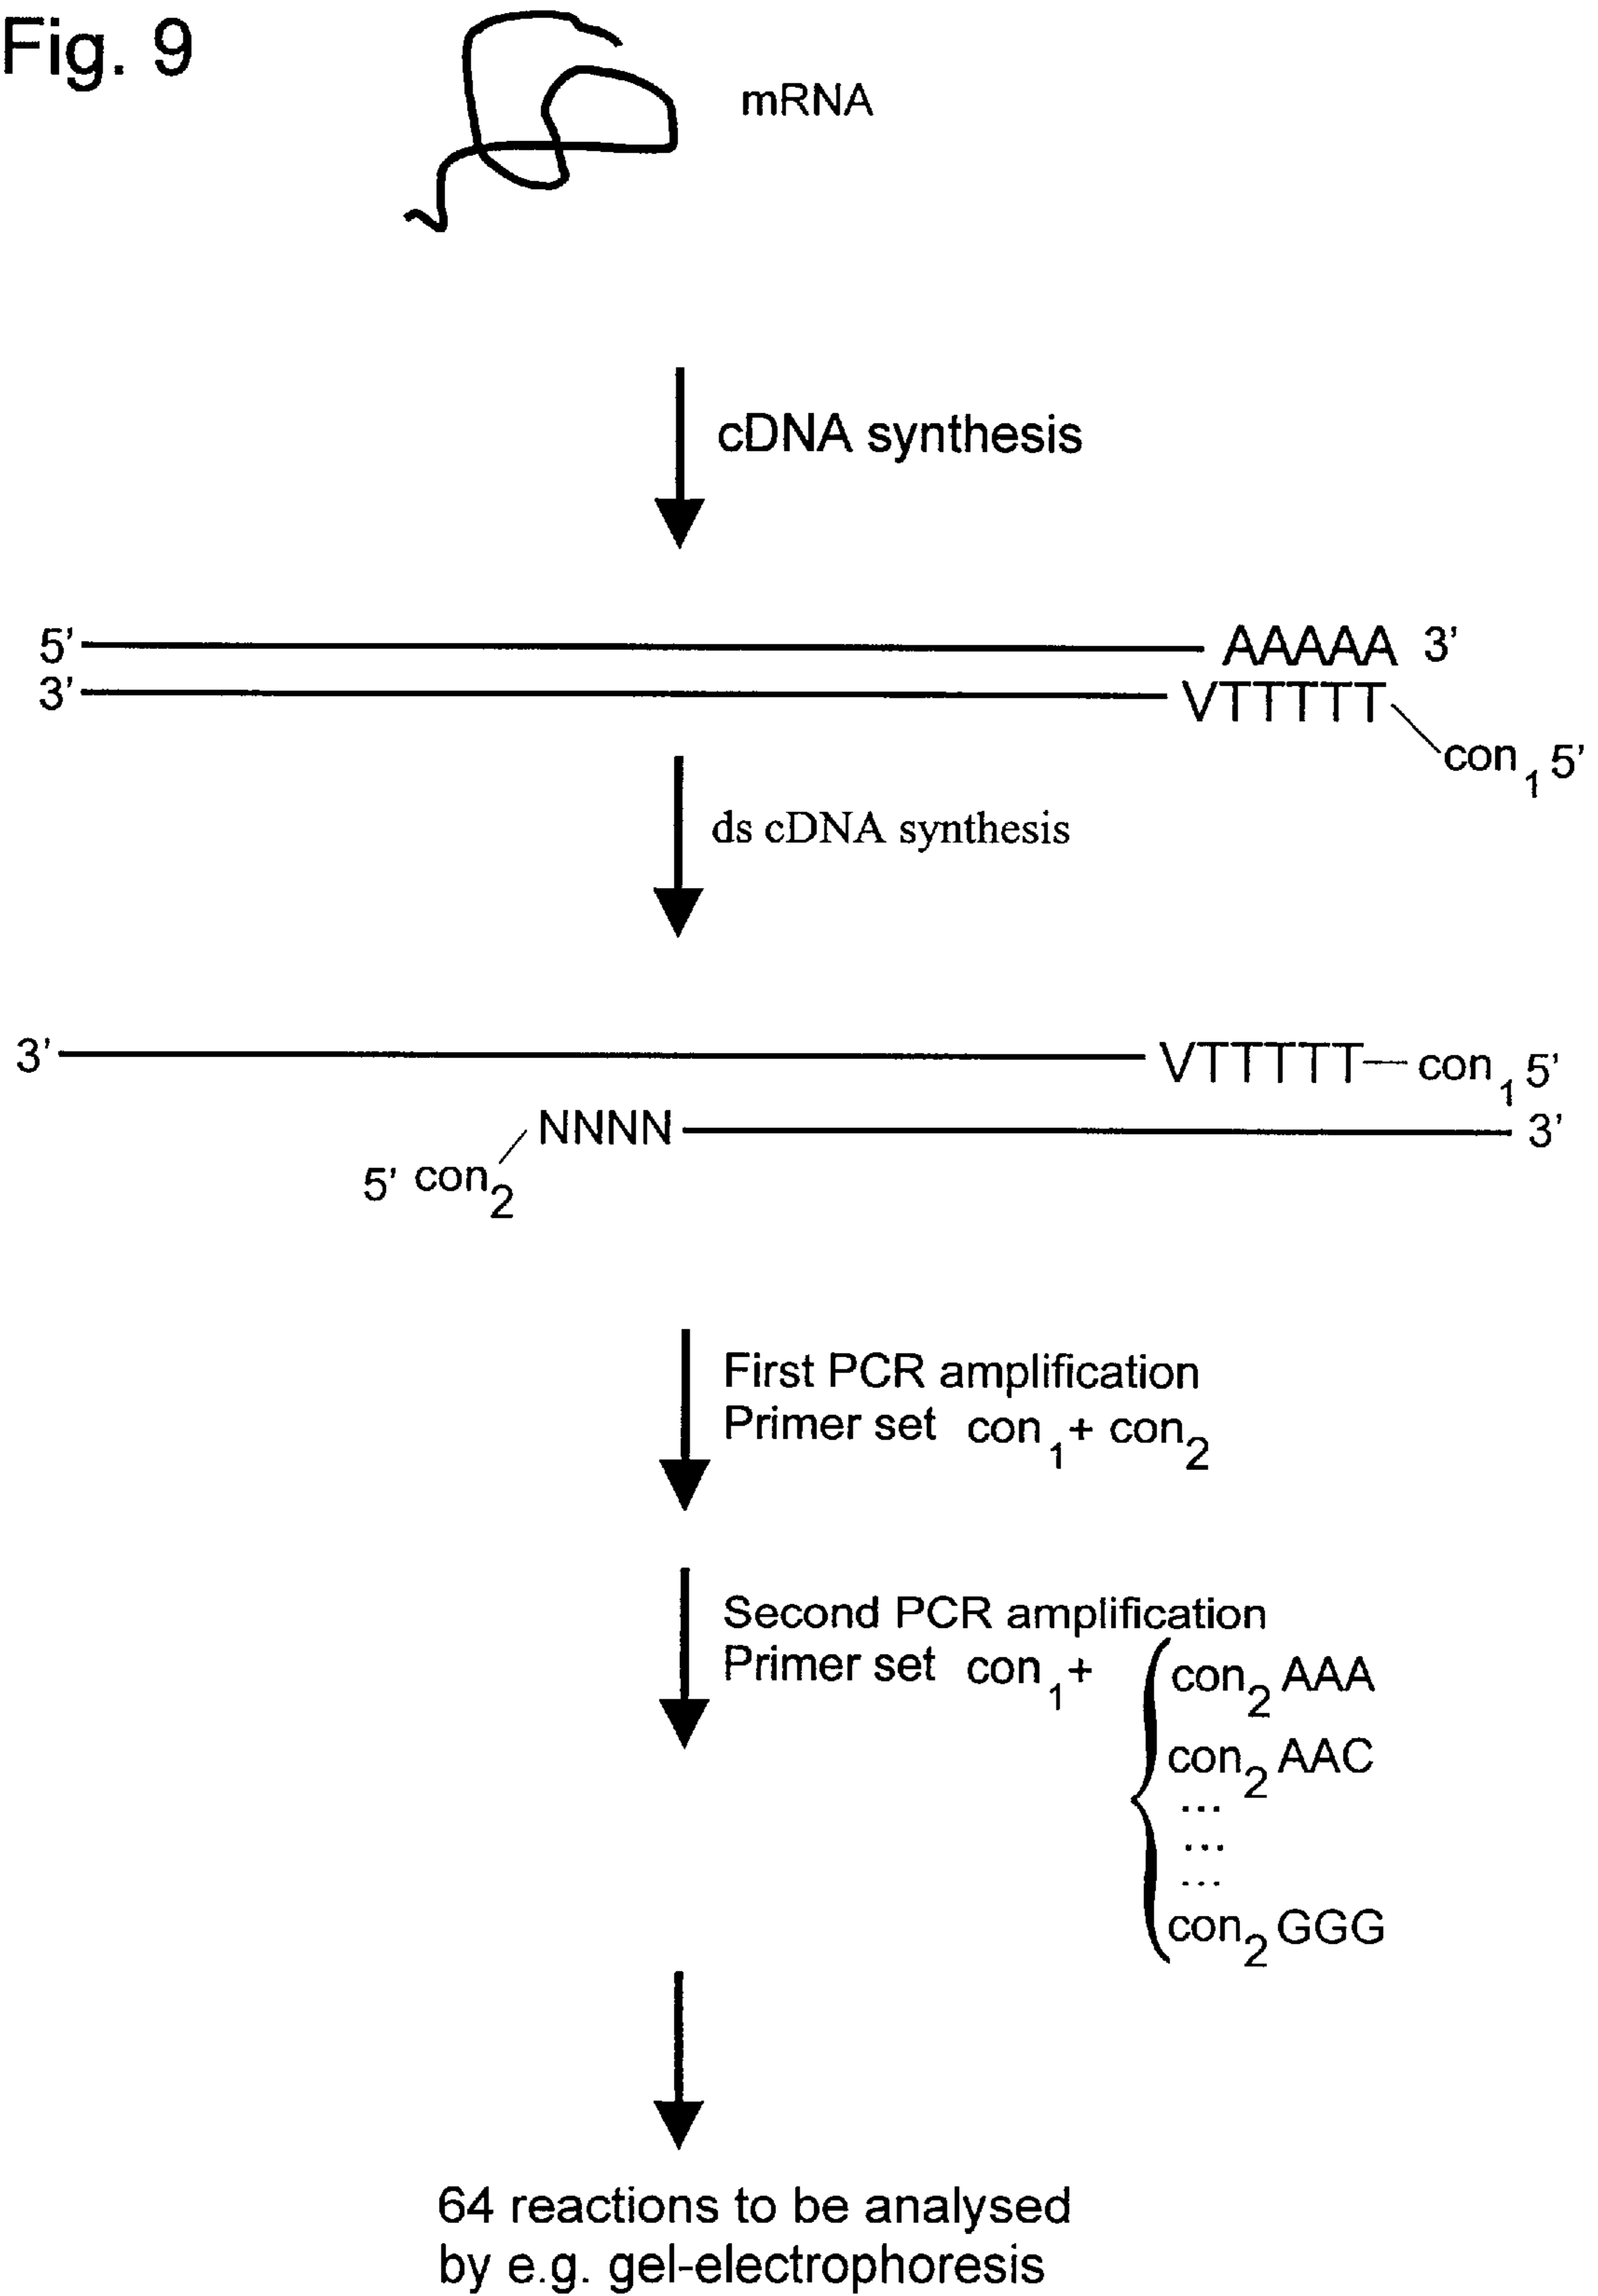 Fig. 9
mRNA
cDNA synthesis
5' AAAAA 3'
3' VTTTTT
con1 5'
ds cDNA synthesis
3' VTTTTT con1 5'
NNNN 3'
5' con2
First PCR amplification
Primer set con1+ con2
Second PCR amplification
Primer set con1+
con2 AAA
con2 AAC
...
...
...
con2 GGG
64 reactions to be analysed
by e.g. gel-electrophoresis